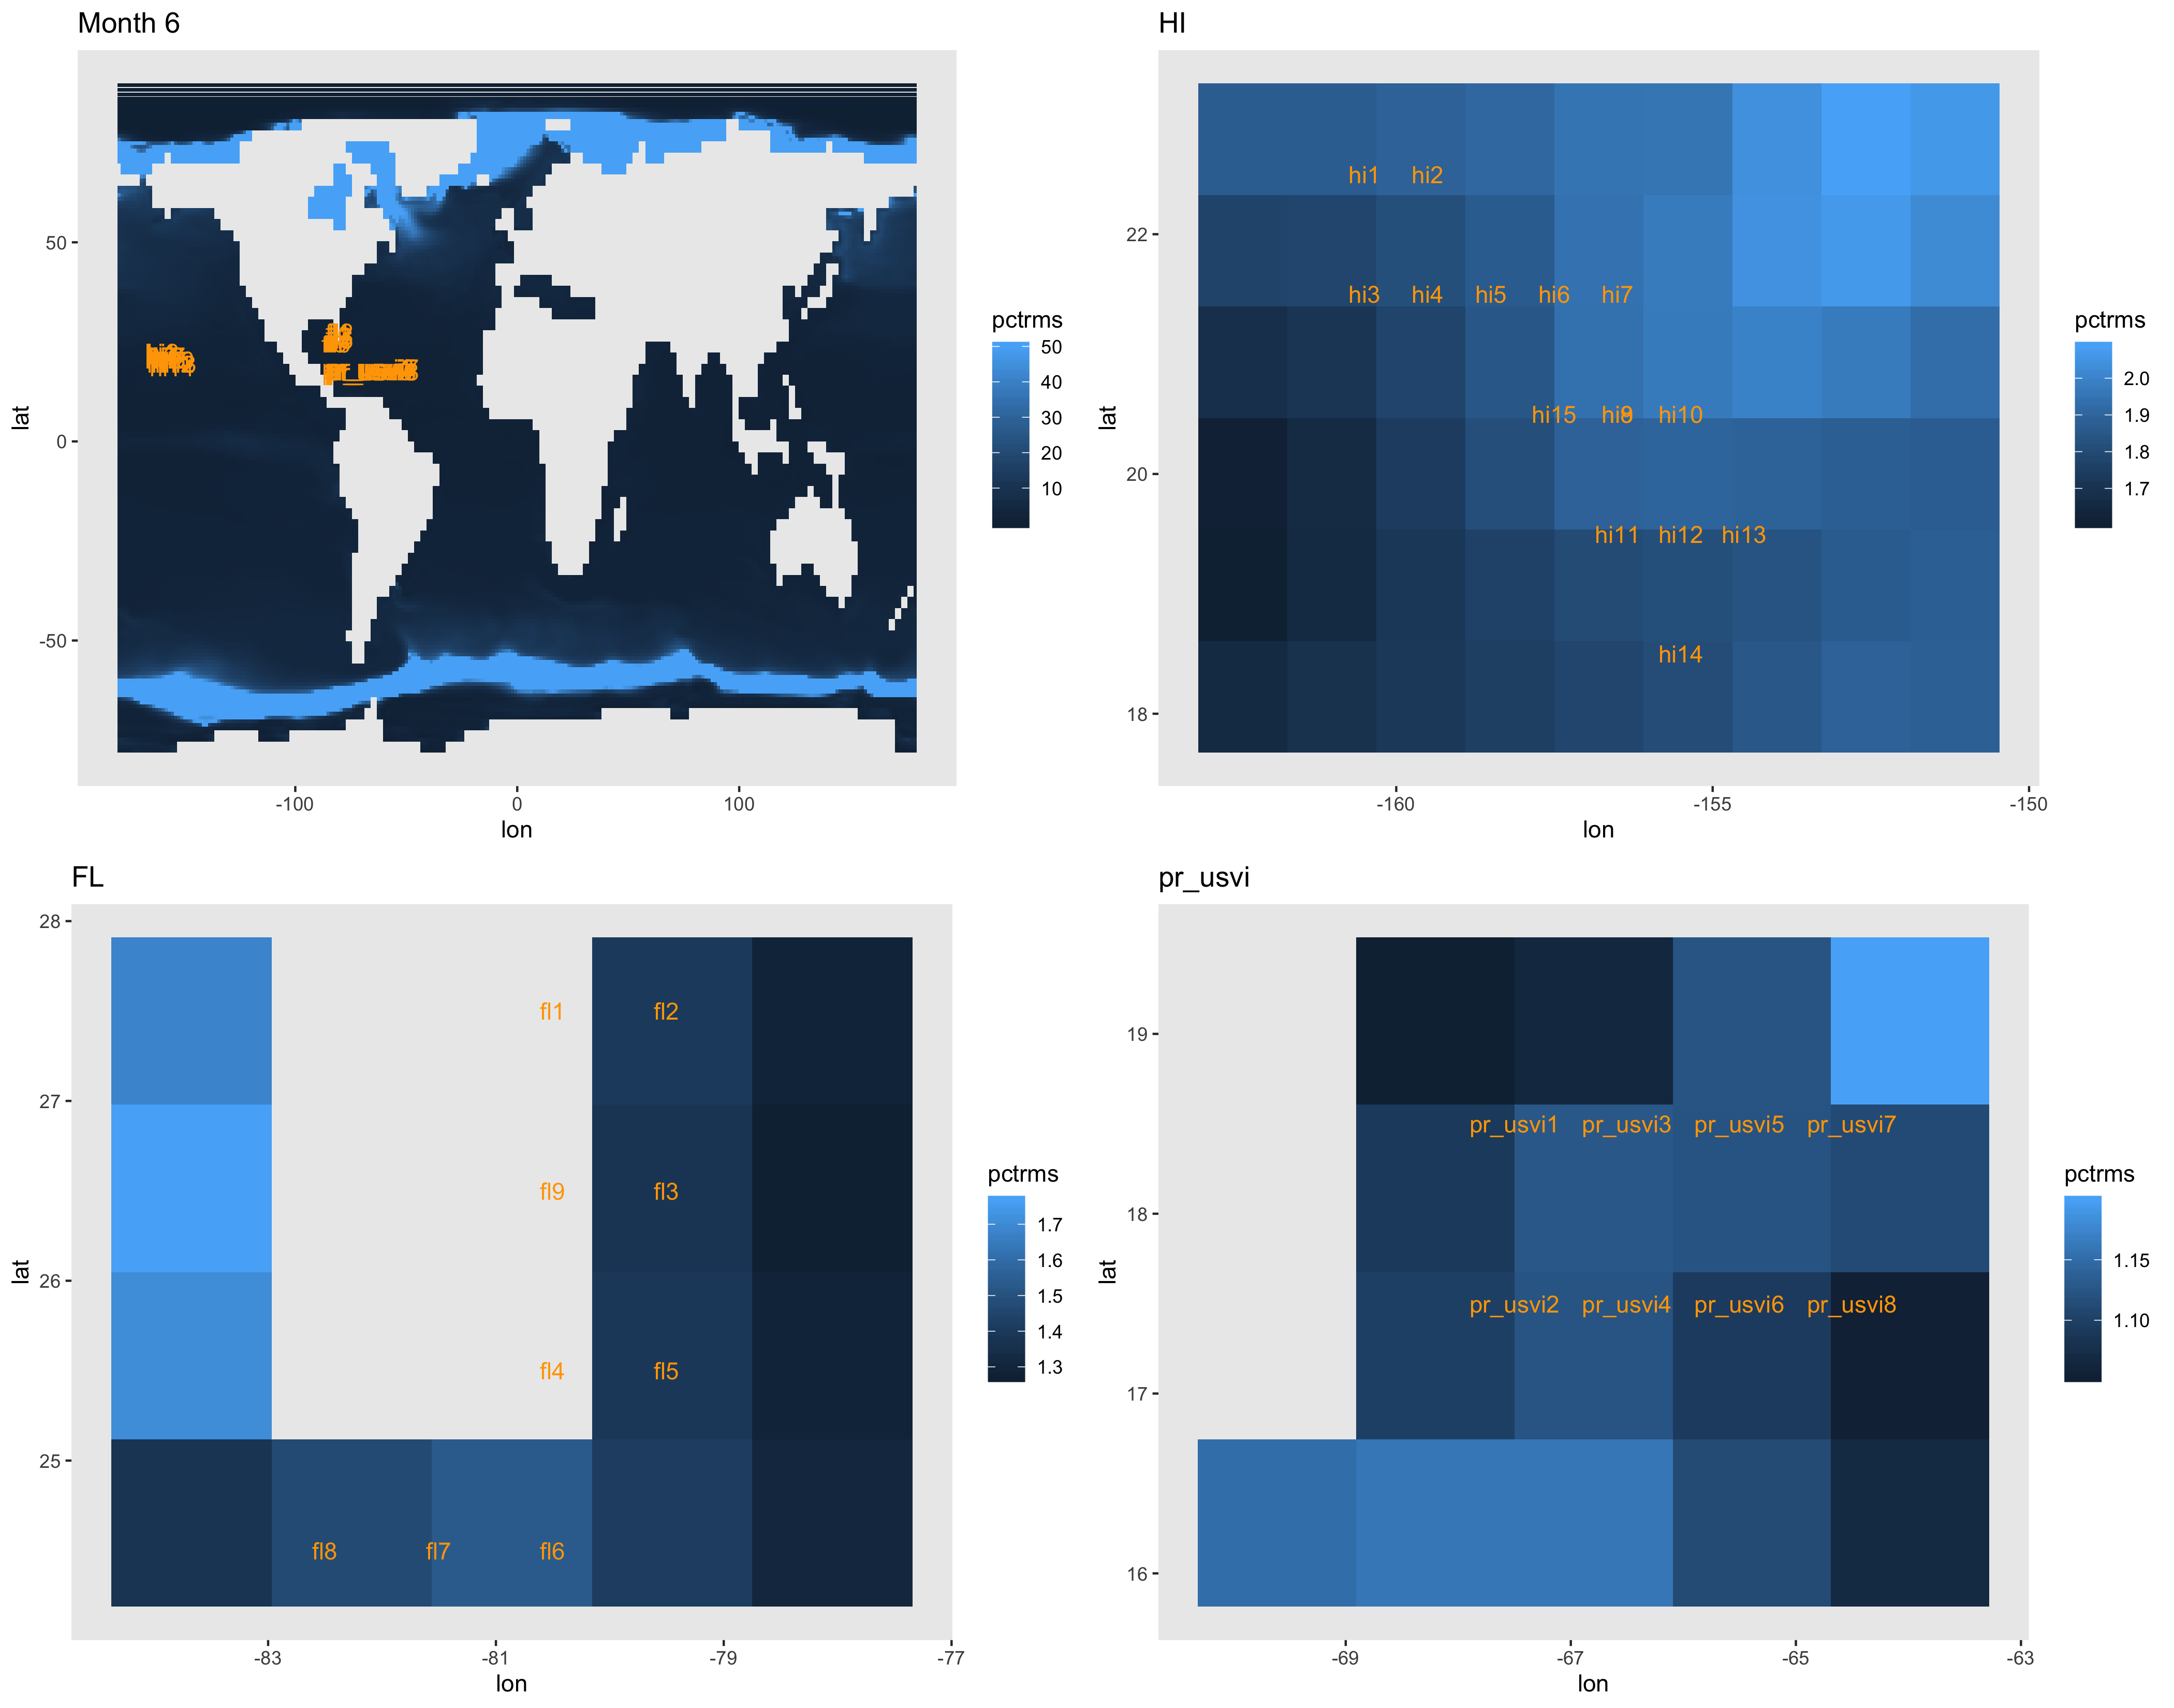 Month 6
lat
50
0
-50
-100
0
100
lon
pctrms
50
40
30
20
10
HI
lat
22
20
18
hi1 hi2
hi3 hi4 hi5 hi6 hi7
hi15 hi10
hi11 hi12 hi13
hi14
-160
-155
-150
lon
pctrms
2.0
1.9
1.8
1.7
FL
lat
28
27
26
25
fl1 fl2
fl9 fl3
fl4 fl5
fl8 fl7 fl6
-83
-81
-79
-77
lon
pctrms
1.7
1.6
1.5
1.4
1.3
pr_usvi
lat
19
18
17
16
pr_usvi1 pr_usvi3 pr_usvi5 pr_usvi7
pr_usvi2 pr_usvi4 pr_usvi6 pr_usvi8
-69
-67
-65
-63
lon
pctrms
1.15
1.10